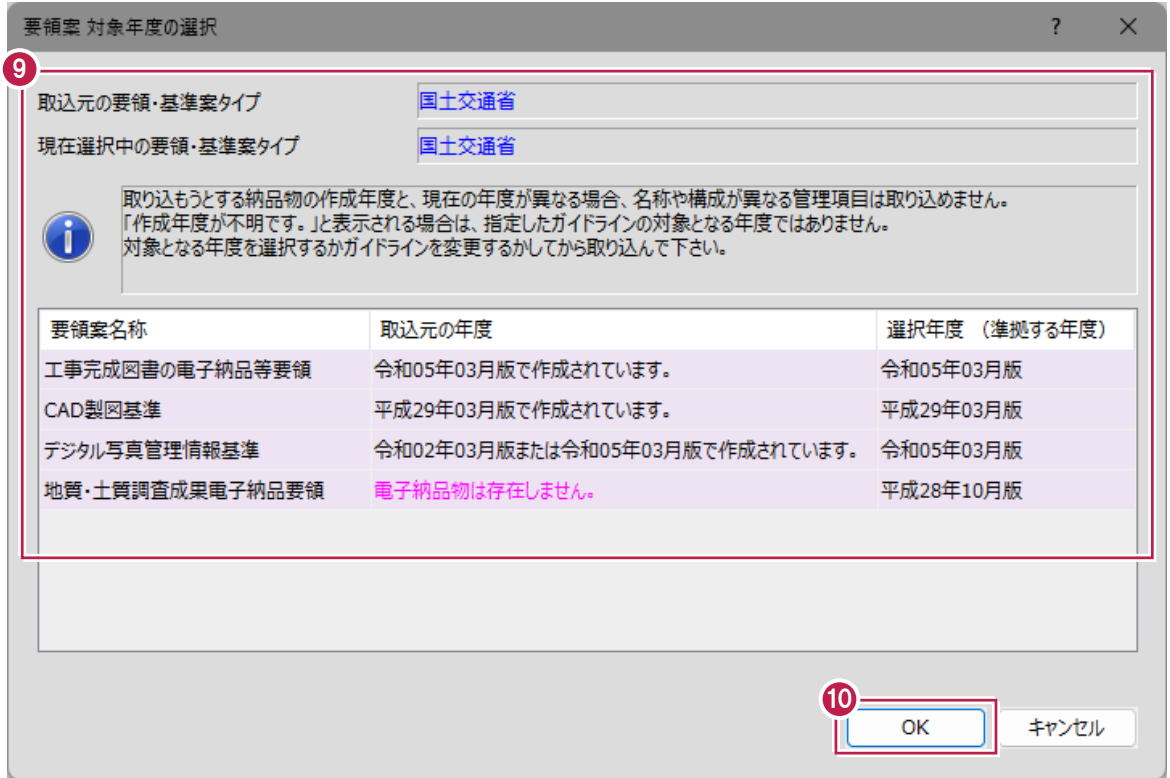 要領案 対象年度の選択 ?
9
取込元の要領・基準案タイプ 国土交通省
現在選択中の要領・基準案タイプ 国土交通省
取り込もうとする納品物の作成年度と、現在の年度が異なる場合、名称や構成が異なる管理項目は取り込めません。
「作成年度が不明です。」と表示される場合は、指定したガイドラインの対象となる年度ではありません。
対象となる年度を選択するかガイドラインを変更するかしてから取り込んで下さい。
要領案名称 取込元の年度 選択年度 (準拠する年度)
工事完成図書の電子納品等要領 令和05年03月版で作成されています。 令和05年03月版
CAD製図基準 平成29年03月版で作成されています。 平成29年03月版
デジタル写真管理情報基準 令和02年03月版または令和05年03月版で作成されています。 令和05年03月版
地質・土質調査成果電子納品要領 電子納品物は存在しません。 平成28年10月版
10
OK キャンセル